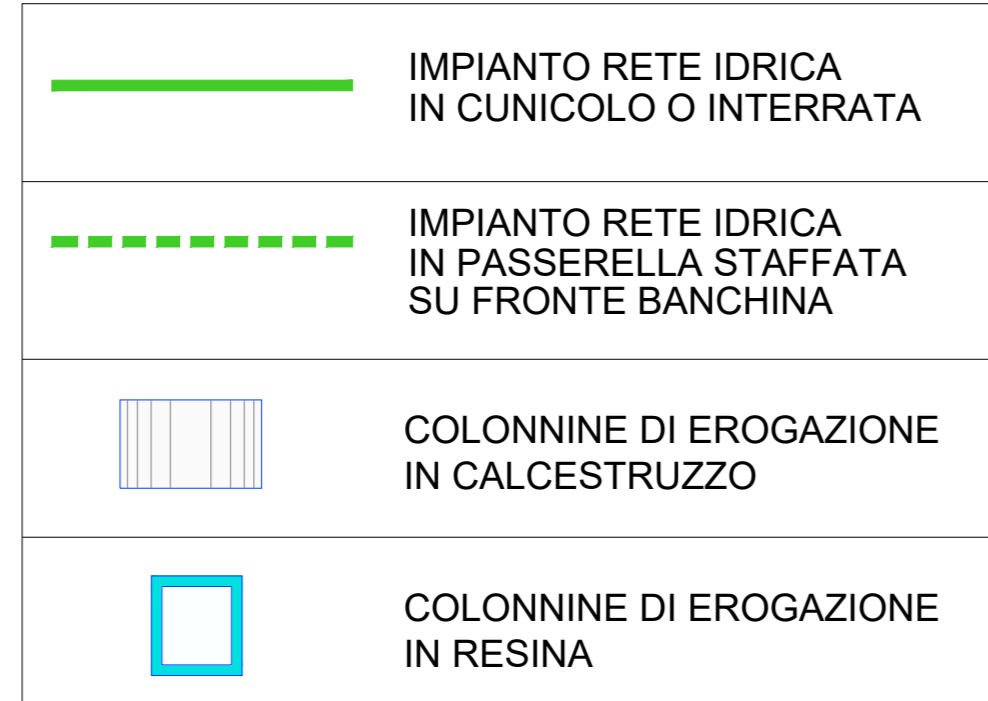 IMPIANTO RETE IDRICA
IN CUNICOLO O INTERRATA
IMPIANTO RETE IDRICA
IN PASSERELLA STAFFATA
SU FRONTE BANCHINA
COLONNINE DI EROGAZIONE
IN CALCESTRUZZO
COLONNINE DI EROGAZIONE
IN RESINA